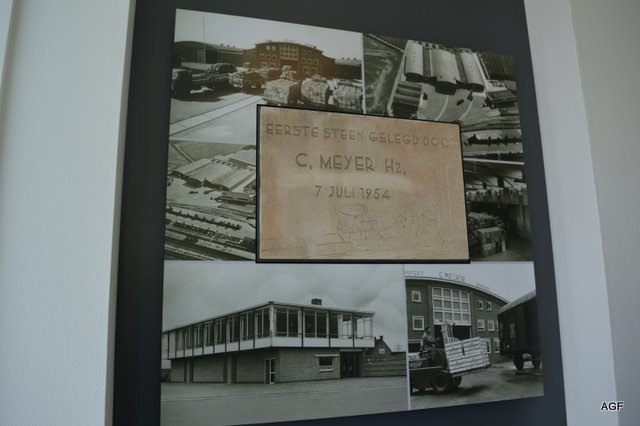 EERSTE STEEN GELEGD DOOR
C. MEYER Hz.
7 JULI 1954
C. MEYER
AGF